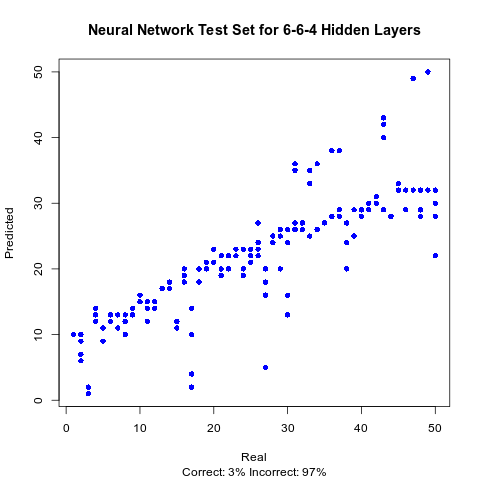 Neural Network Test Set for 6-6-4 Hidden Layers
50
40
30
20
10
0
Predicted
0 10 20 30 40 50
Real
Correct: 3% Incorrect: 97%